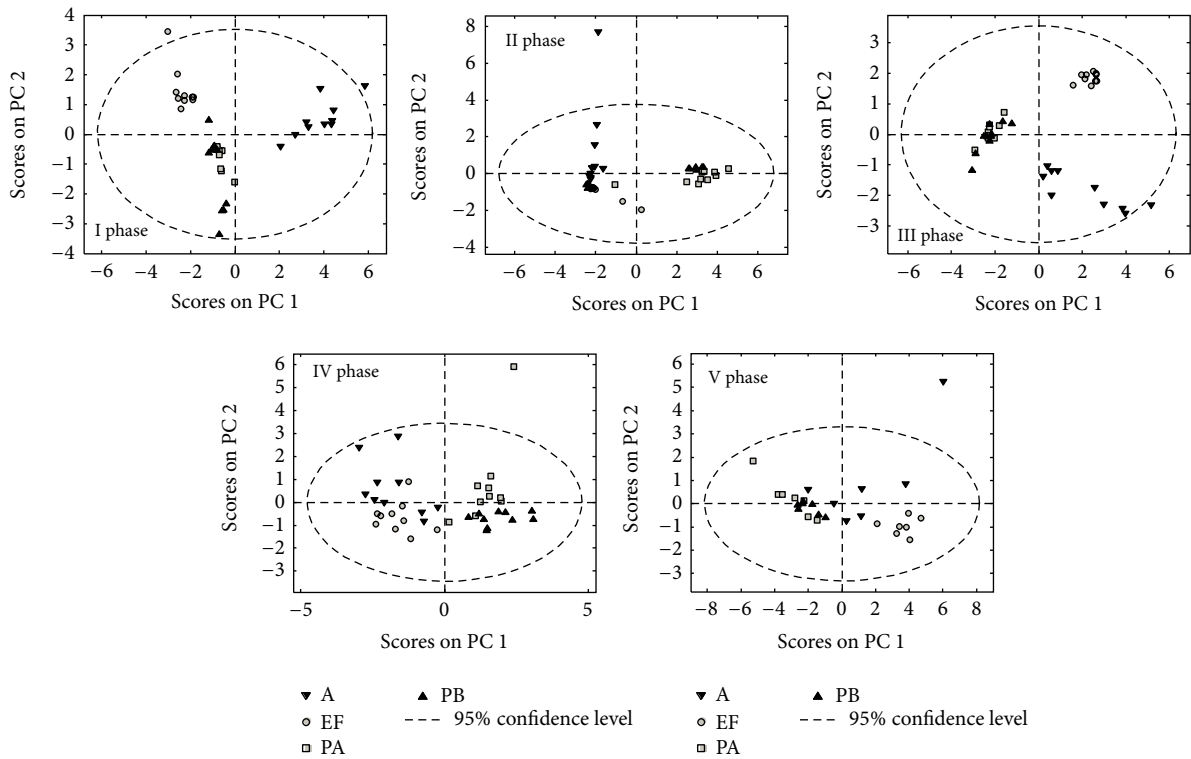 4
3
2
1
0
−1
−2
−3
−4
Scores on PC 2
I phase
−6 −4 −2 0 2 4 6
Scores on PC 1
8
6
4
2
0
−2
−4
Scores on PC 2
II phase
−6 −4 −2 0 2 4 6
Scores on PC 1
3
2
1
0
−1
−2
−3
Scores on PC 2
III phase
−6 −4 −2 0 2 4 6
Scores on PC 1
6
5
4
3
2
1
0
−1
−2
−3
Scores on PC 2
IV phase
−5 0 5
Scores on PC 1
6
5
4
3
2
1
0
−1
−2
−3
Scores on PC 2
V phase
−8 −6 −4 −2 0 2 4 6 8
Scores on PC 1
A
EF
PA
PB
95% confidence level
A
EF
PA
PB
95% confidence level